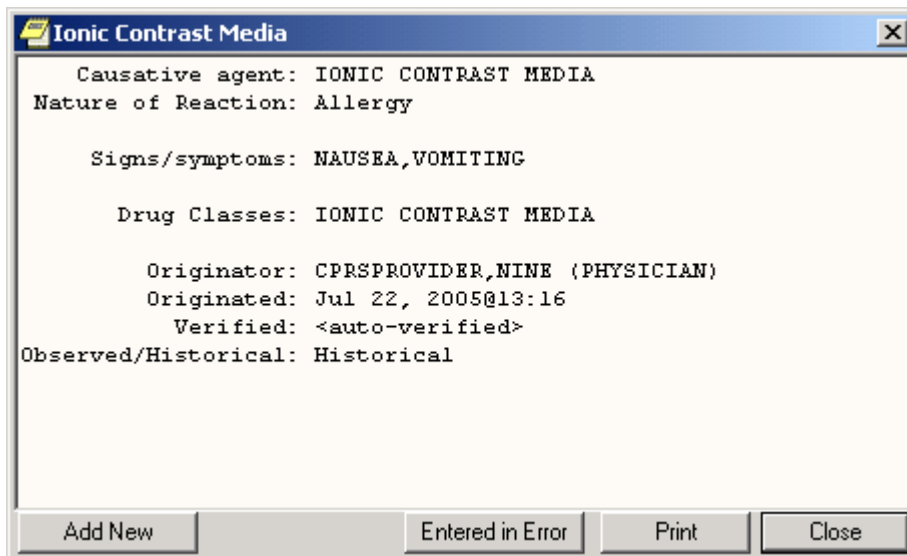 Ionic Contrast Media
Causative agent: IONIC CONTRAST MEDIA
Nature of Reaction: Allergy
Signs/symptoms: NAUSEA,VOMITING
Drug Classes: IONIC CONTRAST MEDIA
Originator: CPRSPROVIDER,NINE (PHYSICIAN)
Originated: Jul 22, 2005@13:16
Verified: <auto-verified>
Observed/Historical: Historical
Add New Entered in Error Print Close